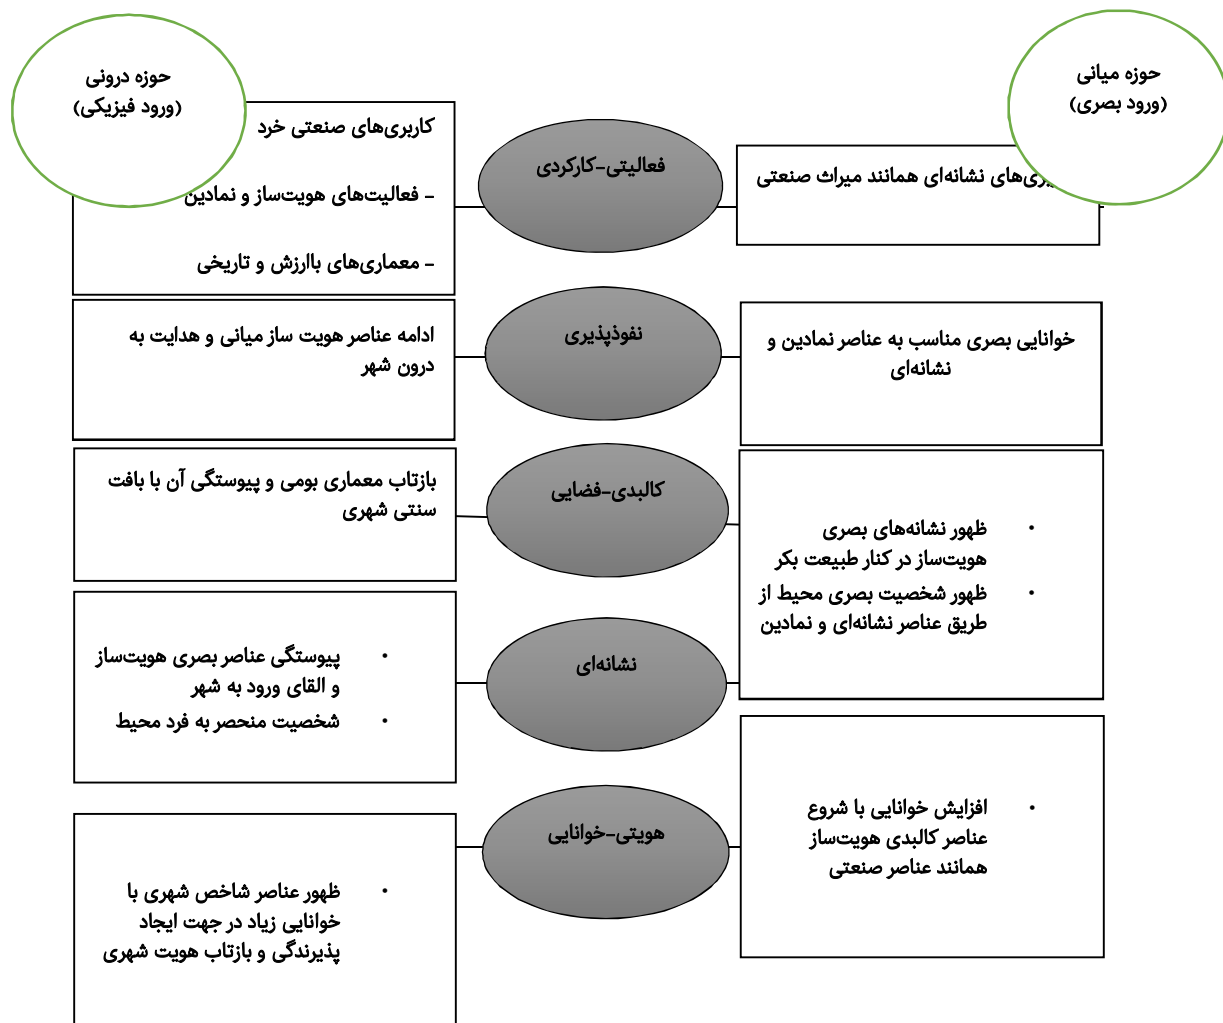 حوزه میانی
(ورود بصری)
حوزه درونی
(ورود فیزیکی)
نشانه‌ای همانند میراث صنعتی
فعالیتی-کارکردی
کاربری‌های صنعتی خرد
- فعالیت‌های هویت‌ساز و نمادین
- معماری‌های باارزش و تاریخی
خوانایی بصری مناسب به عناصر نمادین و
نشانه‌ای
نفوذپذیری
ادامه عناصر هویت ساز میانی و هدایت به
درون شهر
• ظهور نشانه‌های بصری
هویت‌ساز در کنار طبیعت بکر
• ظهور شخصیت بصری محیط از
طریق عناصر نشانه‌ای و نمادین
کالبدی-فضایی
بازتاب معماری بومی و پیوستگی آن با بافت
سنتی شهری
نشانه‌ای
• پیوستگی عناصر بصری هویت‌ساز
و القای ورود به شهر
• شخصیت منحصر به فرد محیط
• افزایش خوانایی با شروع
عناصر کالبدی هویت‌ساز
همانند عناصر صنعتی
هویتی-خوانایی
• ظهور عناصر شاخص شهری با
خوانایی زیاد در جهت ایجاد
پذیرندگی و بازتاب هویت شهری